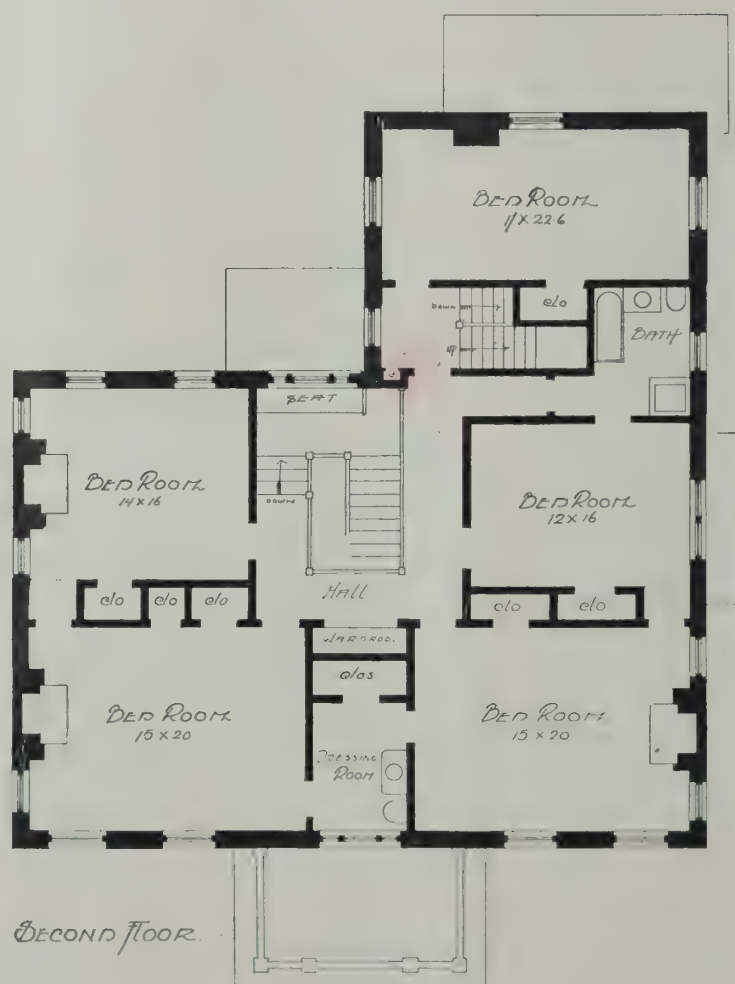 BED ROOM
11 X 22.6
DOWN
UP
clo
BATH
SEAT
BED ROOM
14 X 16
DOWN
BED ROOM
12 X 16
HALL
clo
clo
clo
clo
clo
WARDROB.
clos
BED ROOM
15 X 20
BED ROOM
15 X 20
DRESSING
ROOM
SECOND FLOOR.